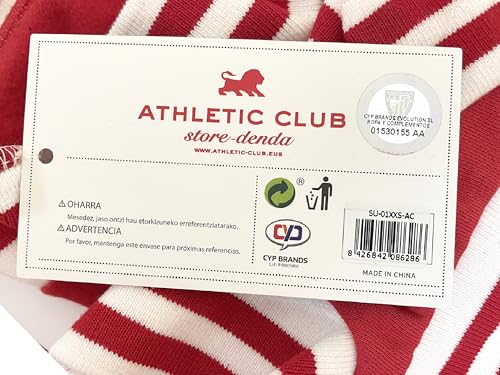 ATHLETIC CLUB
store-denda
WWW.ATHLETIC-CLUB.EUS
CYP BRANDS EVOLUTION SL
ROPA Y COMPLEMENTOS
01530155 AA
⚠OHARRA
Mesedez, jaso ontzi hau etorkizuneko erreferentziatarako.
⚠ADVERTENCIA
Por favor, mantenga este envase para próximas referencias.
CYP
CYP BRANDS
SU-01XXS-AC
8 426842 086286
MADE IN CHINA